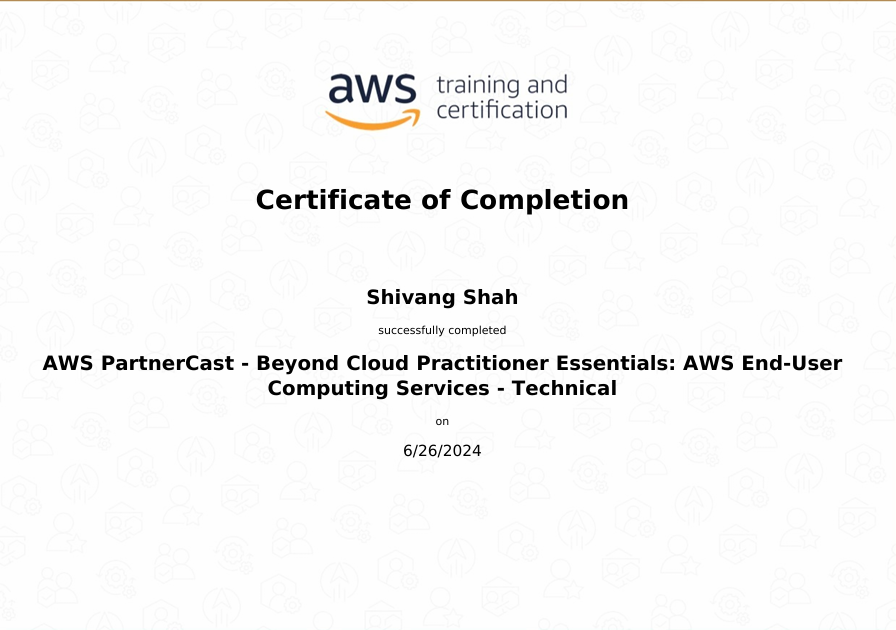 aws training and
certification
Certificate of Completion
Shivang Shah
successfully completed
AWS PartnerCast - Beyond Cloud Practitioner Essentials: AWS End-User
Computing Services - Technical
on
6/26/2024